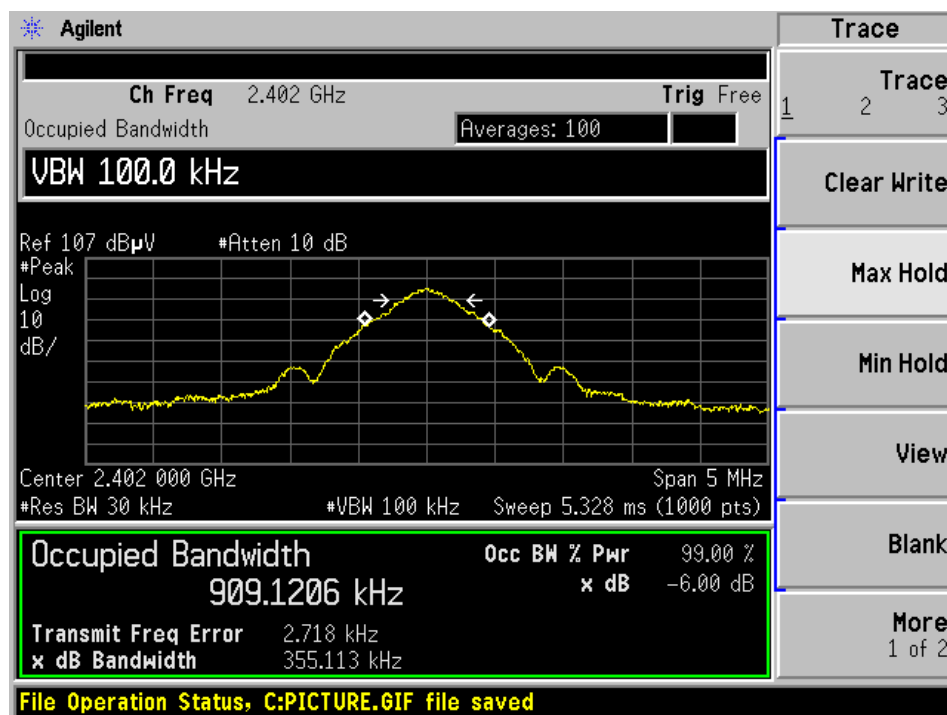 Agilent
Trace
Ch Freq 2.402 GHz Trig Free
Trace
1 2 3
Occupied Bandwidth Averages: 100
VBW 100.0 kHz
Clear Write
Ref 107 dBµV #Atten 10 dB
#Peak
Log
10
dB/
Max Hold
Min Hold
View
Center 2.402 000 GHz Span 5 MHz
#Res BW 30 kHz #VBW 100 kHz Sweep 5.328 ms (1000 pts)
Blank
Occupied Bandwidth Occ BW % Pwr 99.00 %
909.1206 kHz x dB -6.00 dB
Transmit Freq Error 2.718 kHz
x dB Bandwidth 355.113 kHz
More
1 of 2
File Operation Status, C:PICTURE.GIF file saved